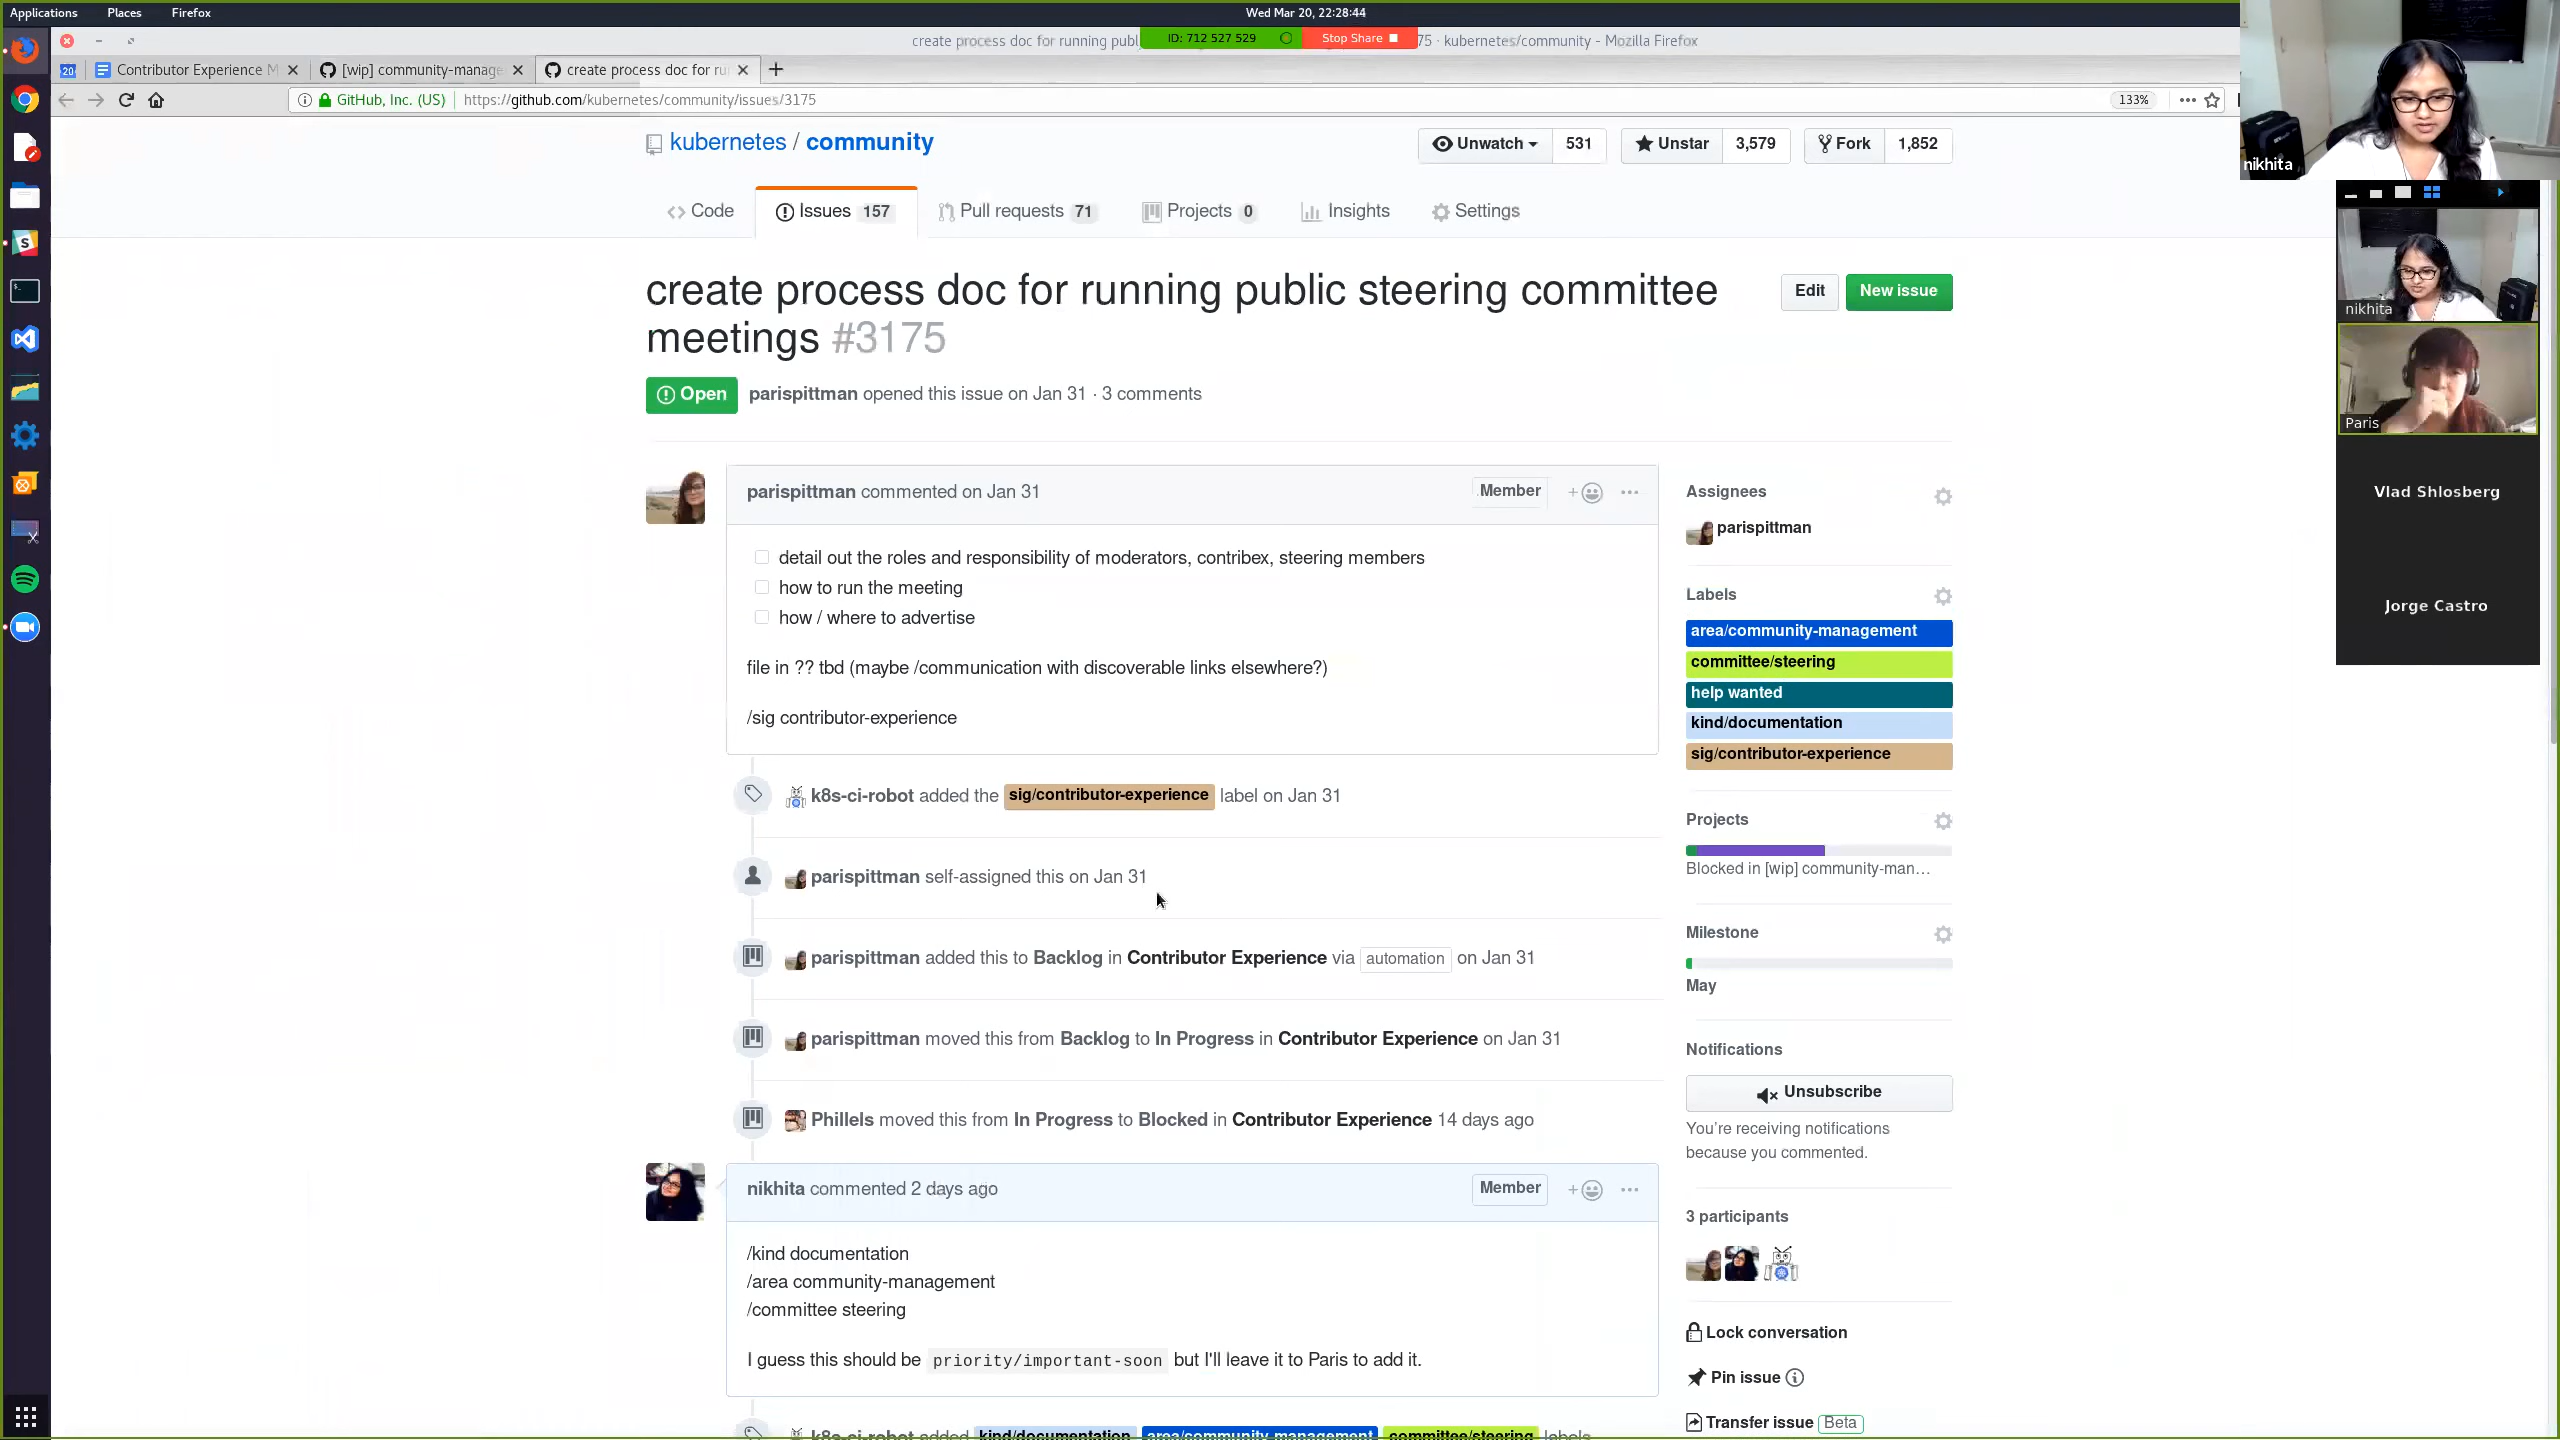 Applications Places Firefox
Wed Mar 20, 22:28:44
create process doc for running publ
ID: 712 527 529
Stop Share
75 · kubernetes/community - Mozilla Firefox
20
Contributor Experience M
[wip] community-manage
create process doc for ru
GitHub, Inc. (US)
https://github.com/kubernetes/community/issues/3175
133%
nikhita
kubernetes / community
Unwatch 531
Unstar 3,579
Fork 1,852
Code
Issues 157
Pull requests 71
Projects 0
Insights
Settings
create process doc for running public steering committee
meetings #3175
Edit
New issue
Open
parispittman opened this issue on Jan 31 · 3 comments
nikhita
Paris
Vlad Shlosberg
Jorge Castro
parispittman commented on Jan 31
Member
detail out the roles and responsibility of moderators, contribex, steering members
how to run the meeting
how / where to advertise
file in ?? tbd (maybe /communication with discoverable links elsewhere?)
/sig contributor-experience
k8s-ci-robot added the sig/contributor-experience label on Jan 31
parispittman self-assigned this on Jan 31
parispittman added this to Backlog in Contributor Experience via automation on Jan 31
parispittman moved this from Backlog to In Progress in Contributor Experience on Jan 31
Phillels moved this from In Progress to Blocked in Contributor Experience 14 days ago
nikhita commented 2 days ago
Member
/kind documentation
/area community-management
/committee steering
I guess this should be priority/important-soon but I'll leave it to Paris to add it.
k8s-ci-robot added kind/documentation area/community-management committee/steering labels
Assignees
parispittman
Labels
area/community-management
committee/steering
help wanted
kind/documentation
sig/contributor-experience
Projects
Blocked in [wip] community-man…
Milestone
May
Notifications
Unsubscribe
You're receiving notifications
because you commented.
3 participants
Lock conversation
Pin issue
Transfer issue Beta